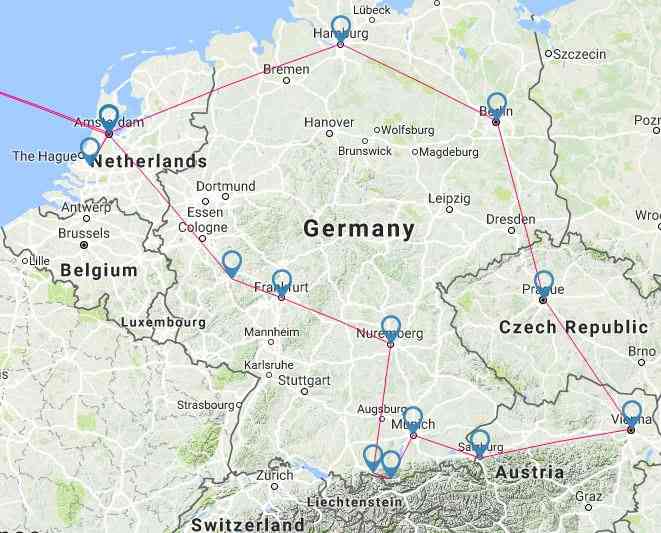 Lübeck
Hamburg
Szczecin
Bremen
Amsterdam
Berlin
Hanover
Wolfsburg
Brunswick
Magdeburg
The Hague
Netherlands
Dortmund
Essen
Leipzig
Antwerp
Cologne
Dresden
Brussels
Germany
Lille
Belgium
Frankfurt
Prague
Luxembourg
Mannheim
Nuremberg
Czech Republic
Karlsruhe
Brno
Stuttgart
Strasbourg
Augsburg
Munich
Vienna
Salzburg
Zürich
Austria
Liechtenstein
Graz
Switzerland